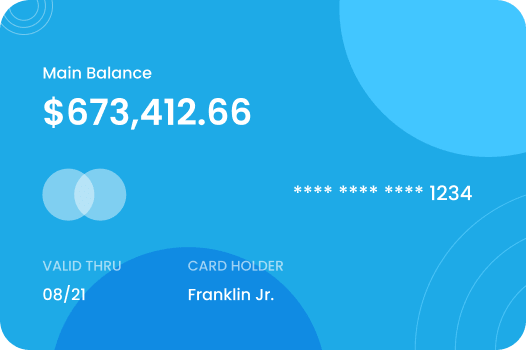 Main Balance
$673,412.66
**** **** **** 1234
VALID THRU
CARD HOLDER
08/21
Franklin Jr.